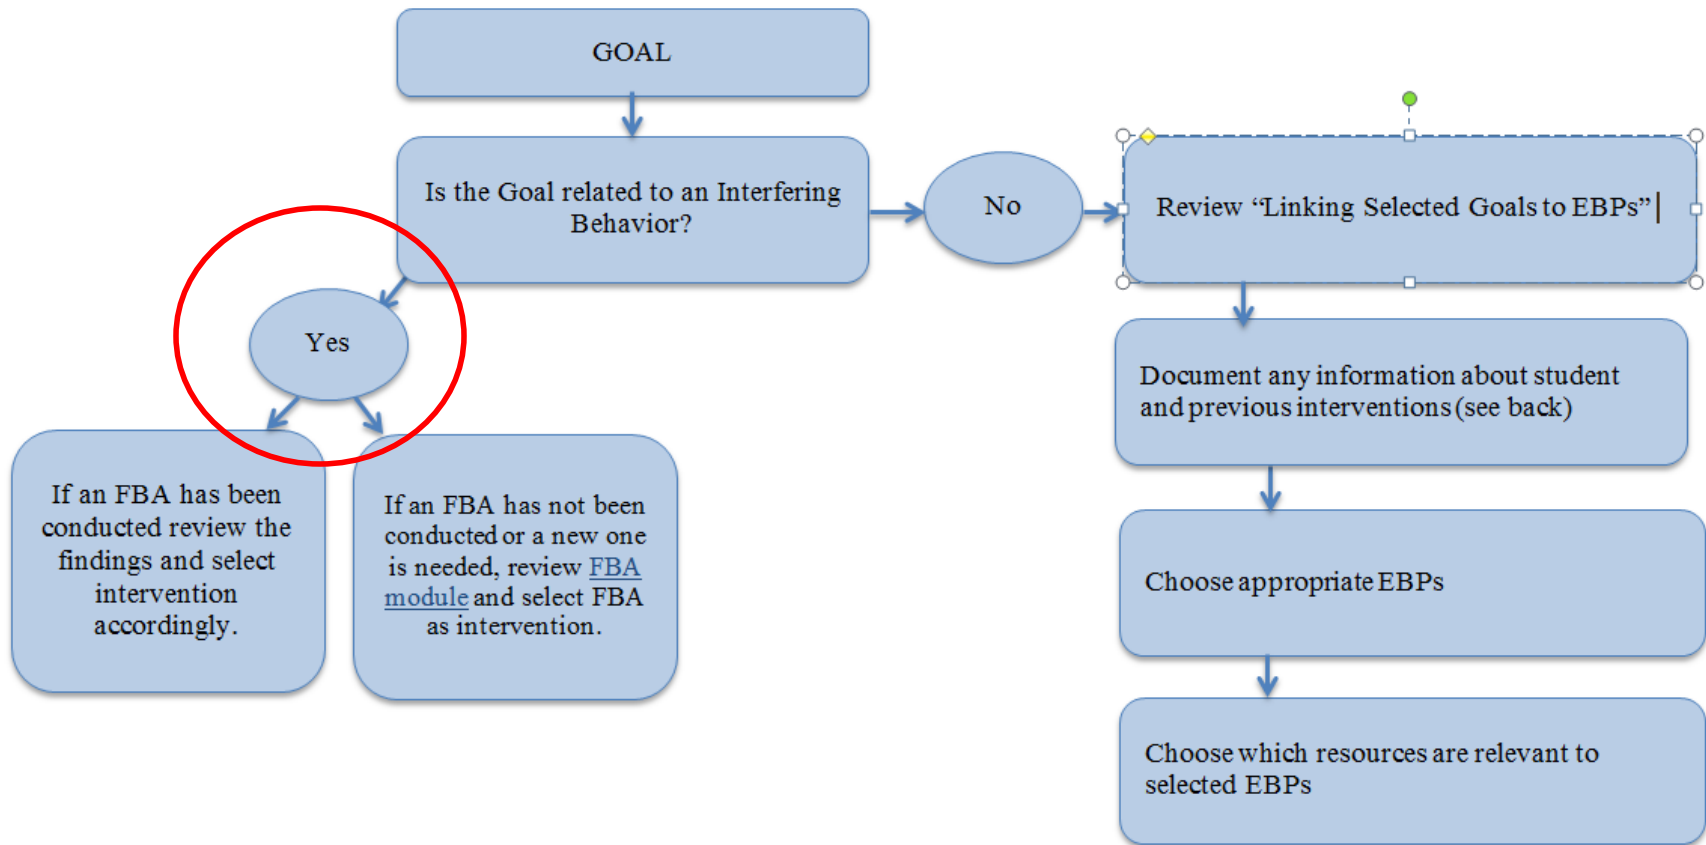 GOAL
Is the Goal related to an Interfering
Behavior?
No
Review “Linking Selected Goals to EBPs”
Yes
Document any information about student
and previous interventions (see back)
If an FBA has been
conducted review the
findings and select
intervention
accordingly.
If an FBA has not been
conducted or a new one
is needed, review FBA
module and select FBA
as intervention.
Choose appropriate EBPs
Choose which resources are relevant to
selected EBPs